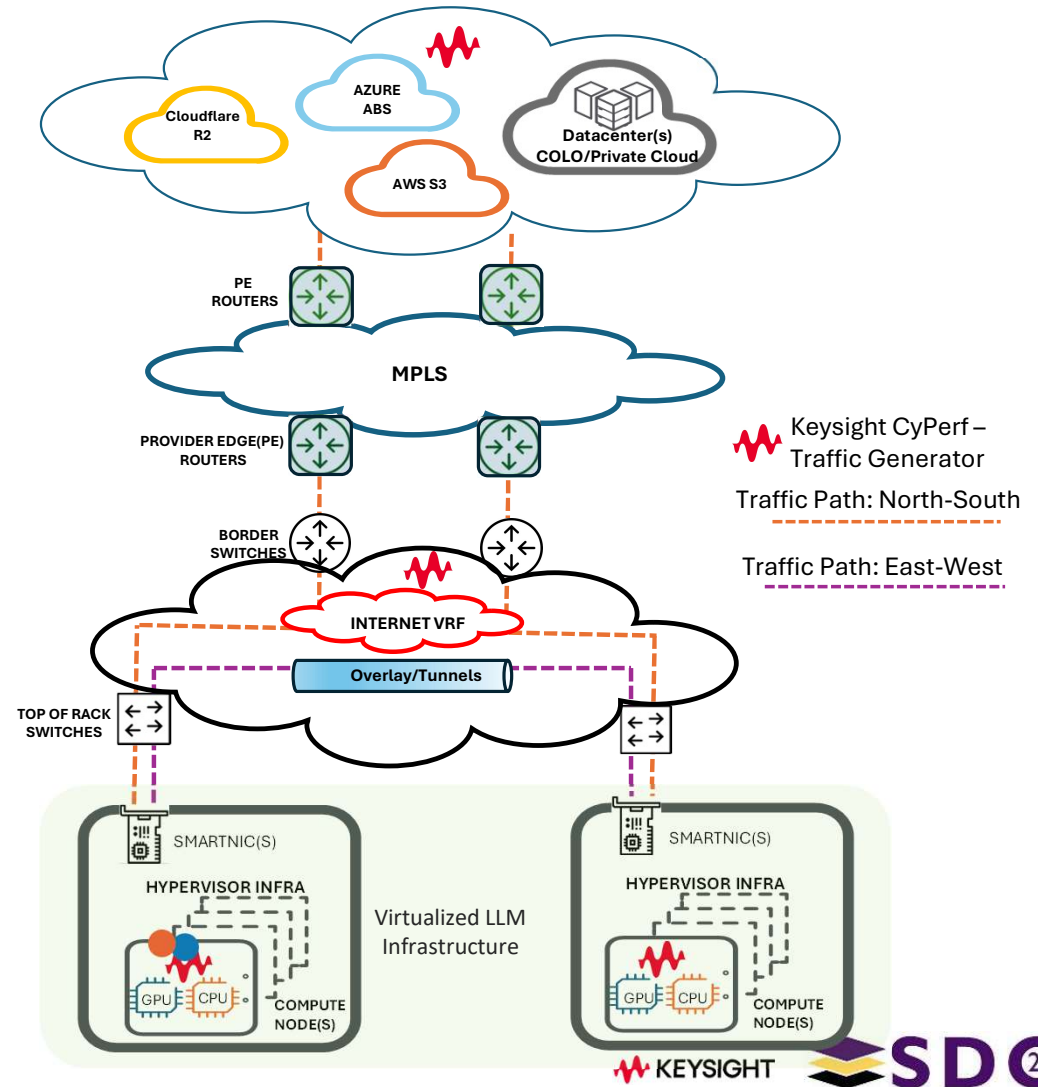 Cloudflare
R2
AZURE
ABS
Datacenter(s)
COLO/Private Cloud
AWS S3
PE
ROUTERS
MPLS
PROVIDER EDGE(PE)
ROUTERS
Keysight CyPerf –
Traffic Generator
Traffic Path: North-South
BORDER
SWITCHES
Traffic Path: East-West
INTERNET VRF
Overlay/Tunnels
TOP OF RACK
SWITCHES
SMARTNIC(S)
HYPERVISOR INFRA
GPU
CPU
COMPUTE
NODE(S)
Virtualized LLM
Infrastructure
SMARTNIC(S)
HYPERVISOR INFRA
GPU
CPU
COMPUTE
NODE(S)
KEYSIGHT
SDC
2